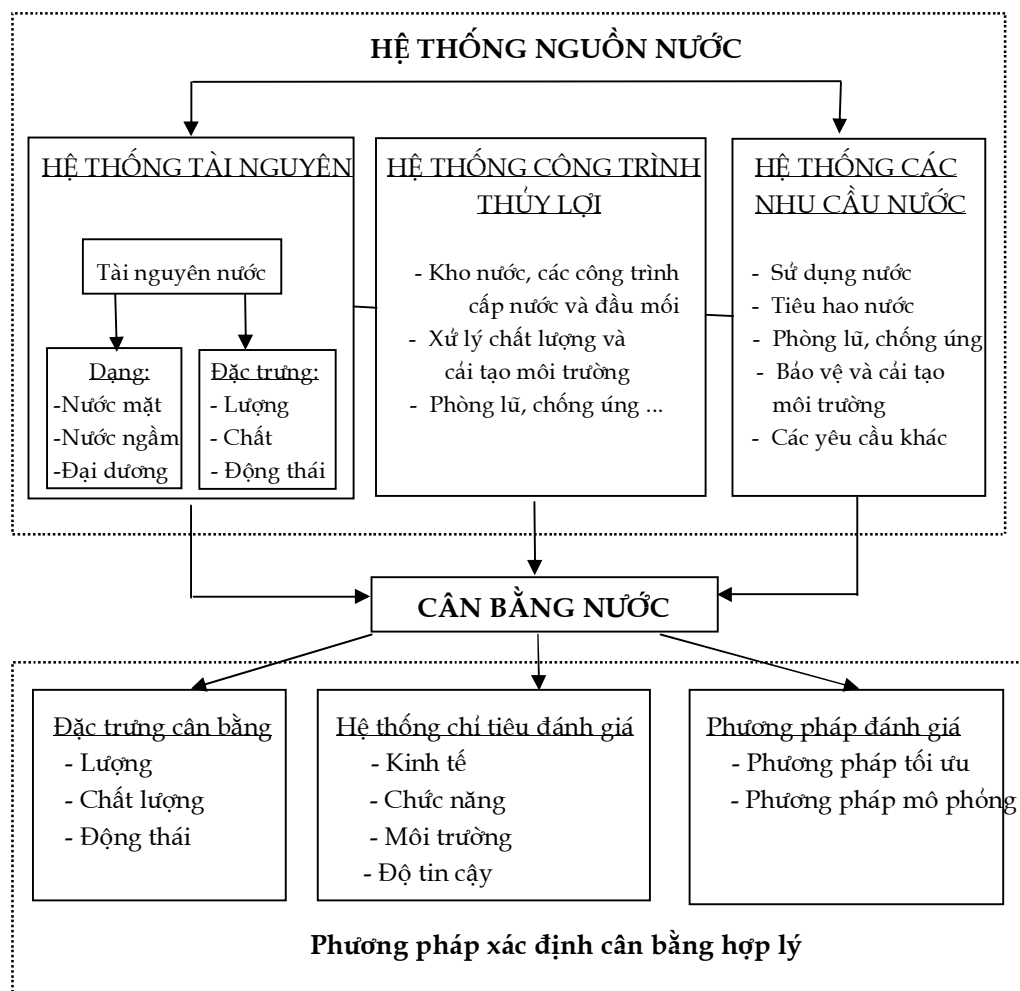 HỆ THỐNG NGUỒN NƯỚC
HỆ THỐNG TÀI NGUYÊN
Tài nguyên nước
Dạng:
-Nước mặt
-Nước ngầm
-Đại dương
Đặc trưng:
- Lượng
- Chất
- Động thái
HỆ THỐNG CÔNG TRÌNH
THỦY LỢI
- Kho nước, các công trình
cấp nước và đầu mối
- Xử lý chất lượng và
cải tạo môi trường
- Phòng lũ, chống úng ...
HỆ THỐNG CÁC
NHU CẦU NƯỚC
- Sử dụng nước
- Tiêu hao nước
- Phòng lũ, chống úng
- Bảo vệ và cải tạo
môi trường
- Các yêu cầu khác
CÂN BẰNG NƯỚC
Đặc trưng cân bằng
- Lượng
- Chất lượng
- Động thái
Hệ thống chỉ tiêu đánh giá
- Kinh tế
- Chức năng
- Môi trường
- Độ tin cậy
Phương pháp đánh giá
- Phương pháp tối ưu
- Phương pháp mô phỏng
Phương pháp xác định cân bằng hợp lý